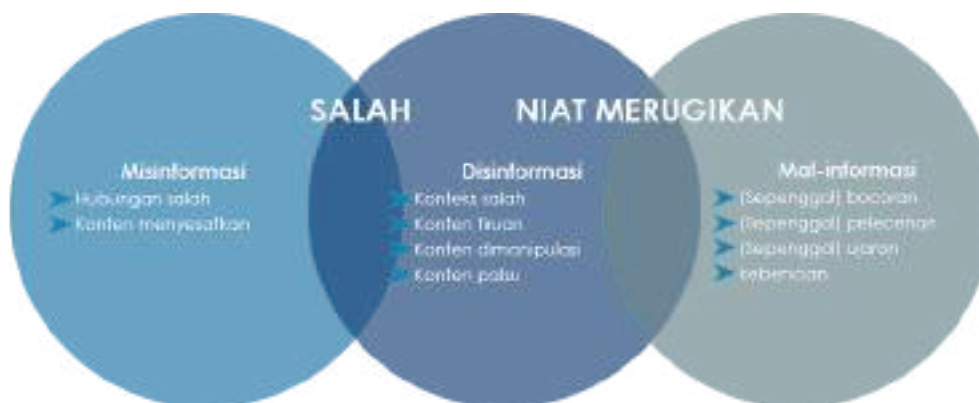 SALAH
NIAT MERUGIKAN
Misinformasi
Hubungan salah
Konten menyesatkan
Disinformasi
Konteks salah
Konten tiruan
Konten dimanipulasi
Konten palsu
Mal-informasi
(Sepenggal) bocoran
(Sepenggal) pelecehan
(Sepenggal) ujaran
kebencian